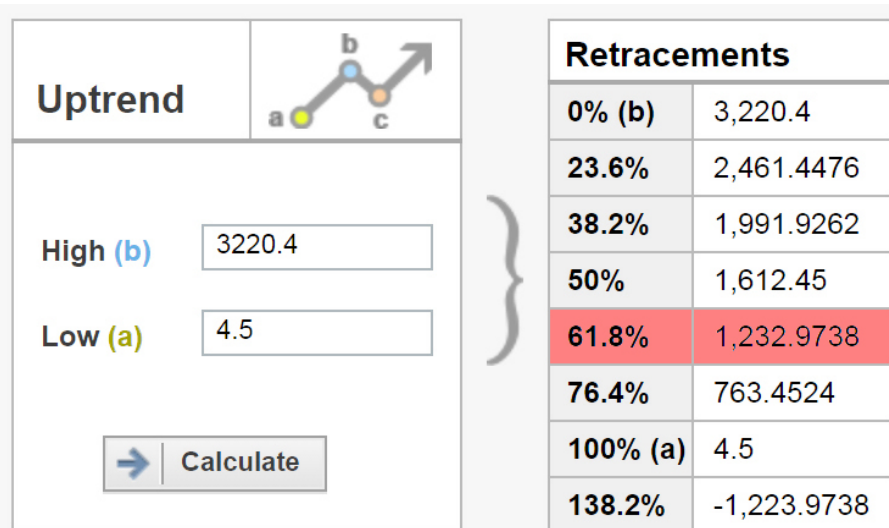 Uptrend
a
b
c
High (b)
3220.4
Low (a)
4.5
Calculate
Retracements
0% (b) 3,220.4
23.6% 2,461.4476
38.2% 1,991.9262
50% 1,612.45
61.8% 1,232.9738
76.4% 763.4524
100% (a) 4.5
138.2% -1,223.9738